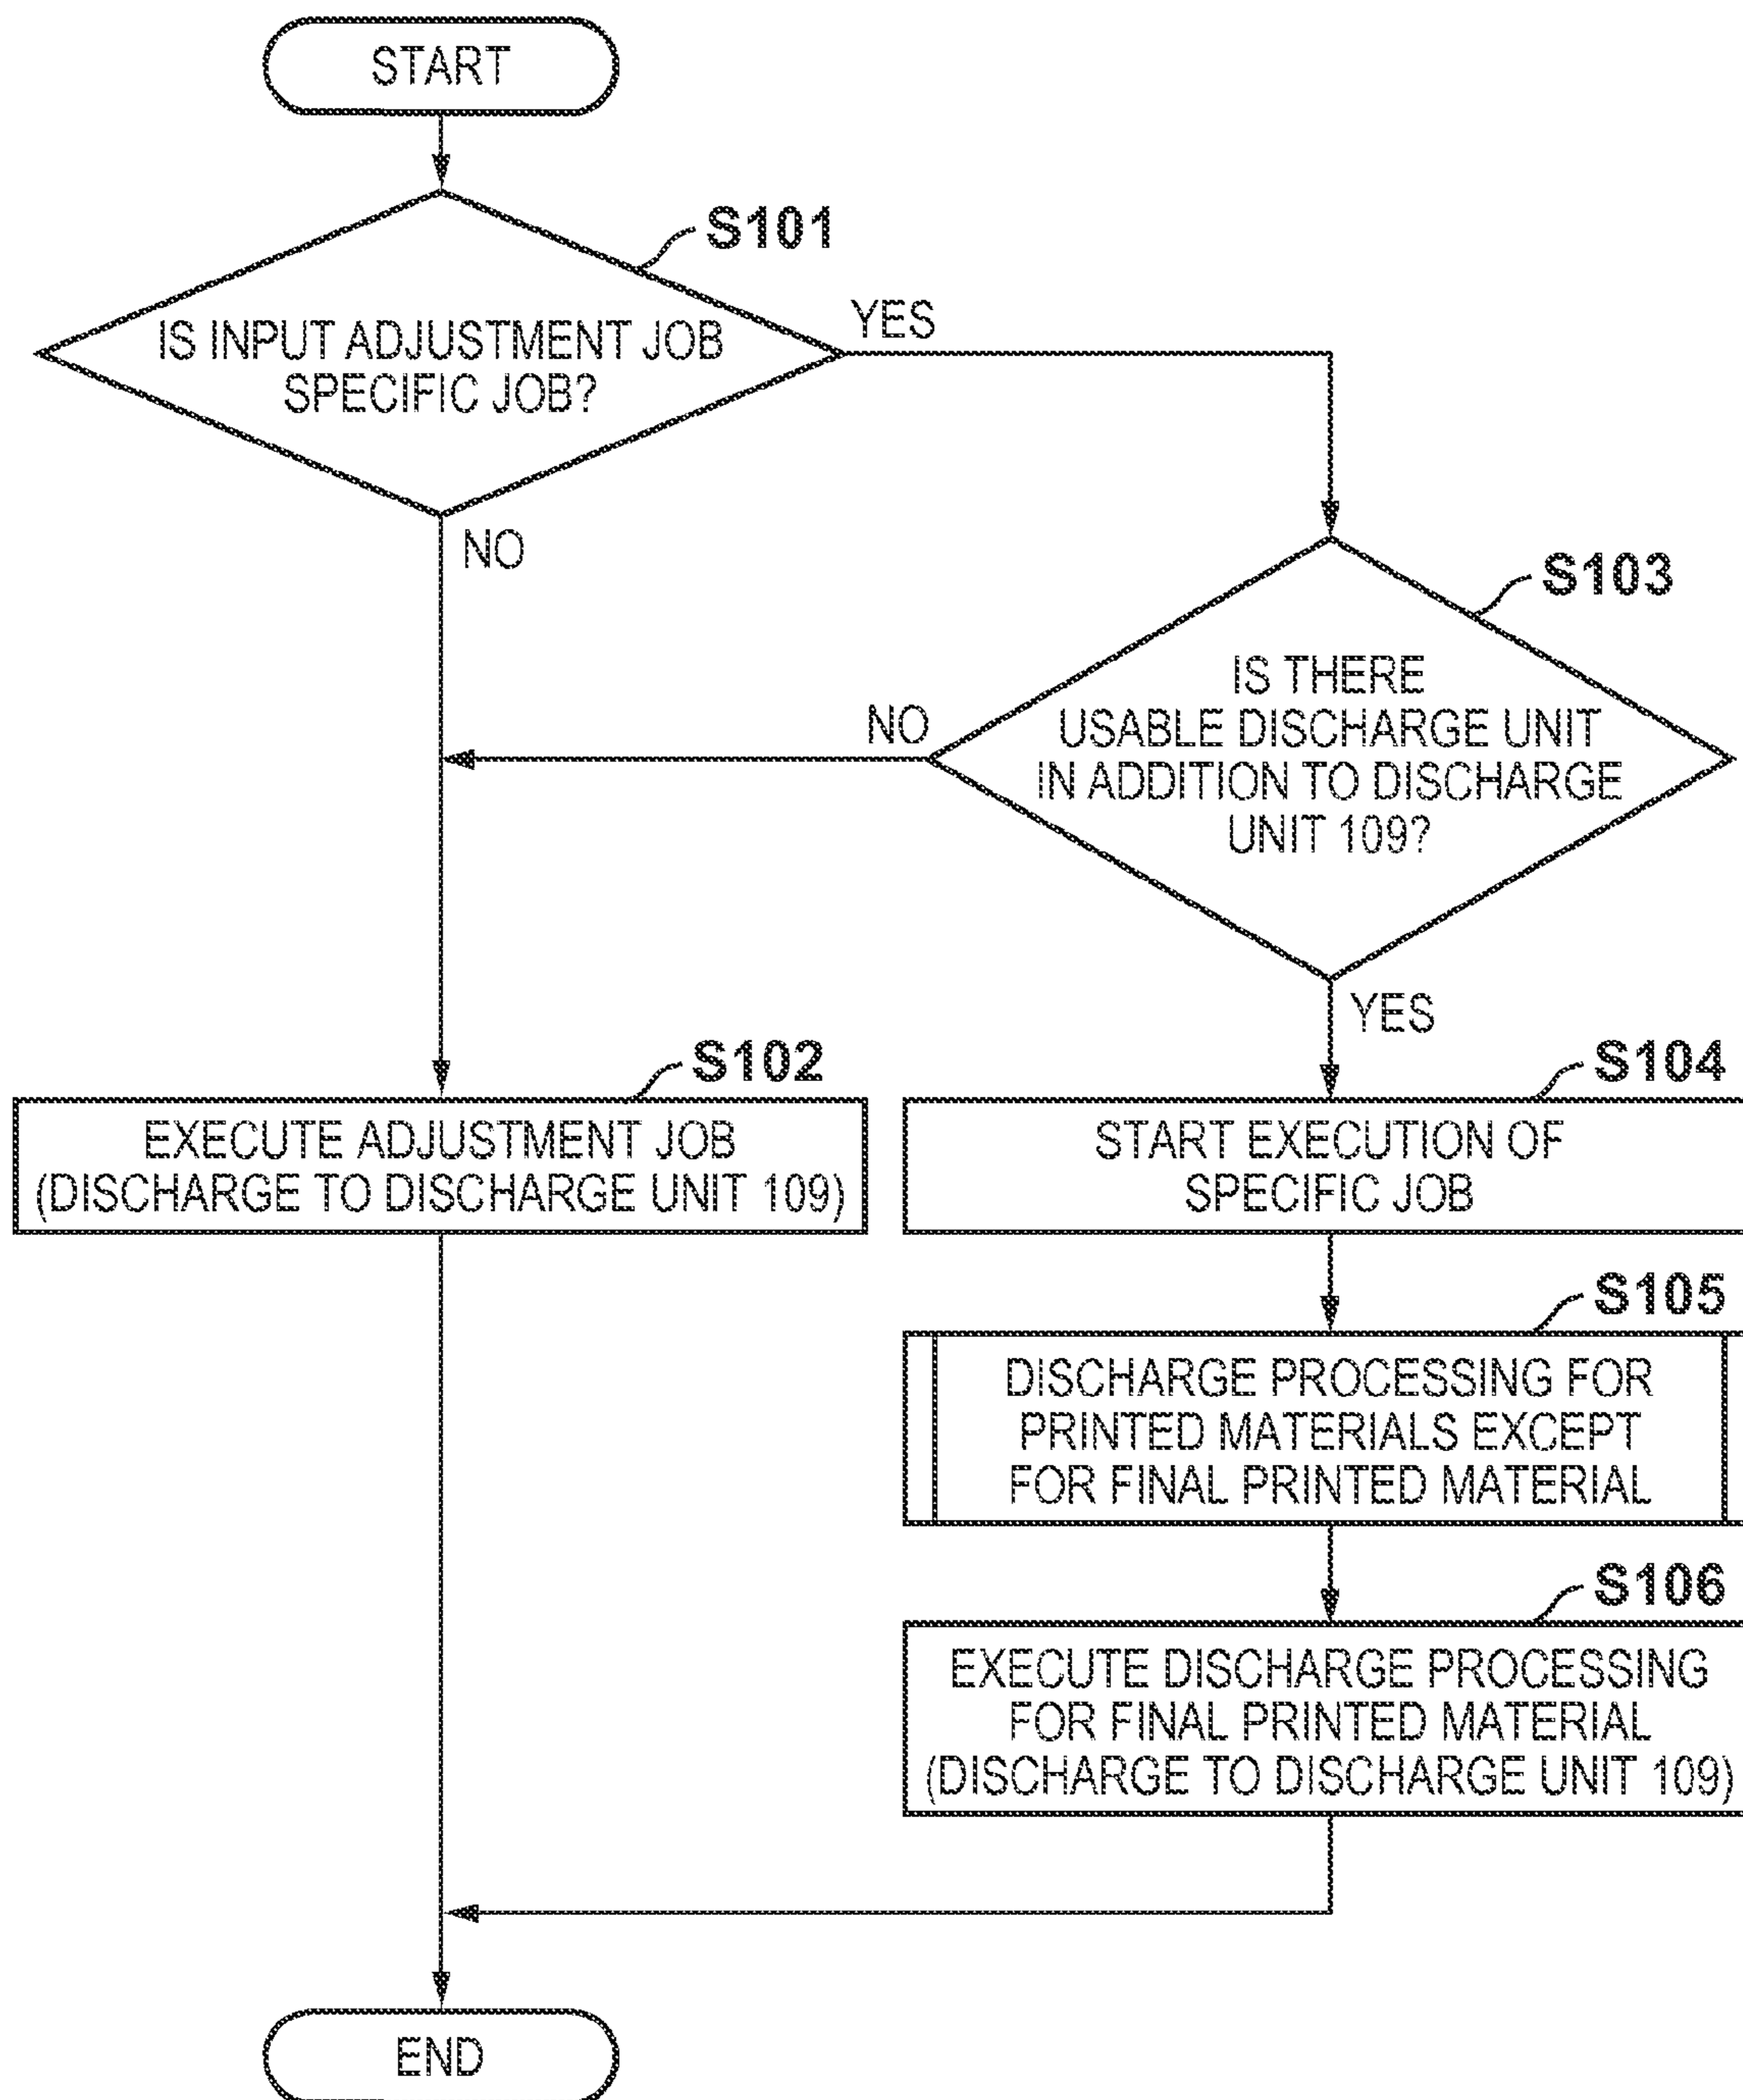 START
S101
IS INPUT ADJUSTMENT JOB
SPECIFIC JOB?
YES
NO
S103
IS THERE
USABLE DISCHARGE UNIT
IN ADDITION TO DISCHARGE
UNIT 109?
NO
YES
S102
EXECUTE ADJUSTMENT JOB
(DISCHARGE TO DISCHARGE UNIT 109)
S104
START EXECUTION OF
SPECIFIC JOB
S105
DISCHARGE PROCESSING FOR
PRINTED MATERIALS EXCEPT
FOR FINAL PRINTED MATERIAL
S106
EXECUTE DISCHARGE PROCESSING
FOR FINAL PRINTED MATERIAL
(DISCHARGE TO DISCHARGE UNIT 109)
END